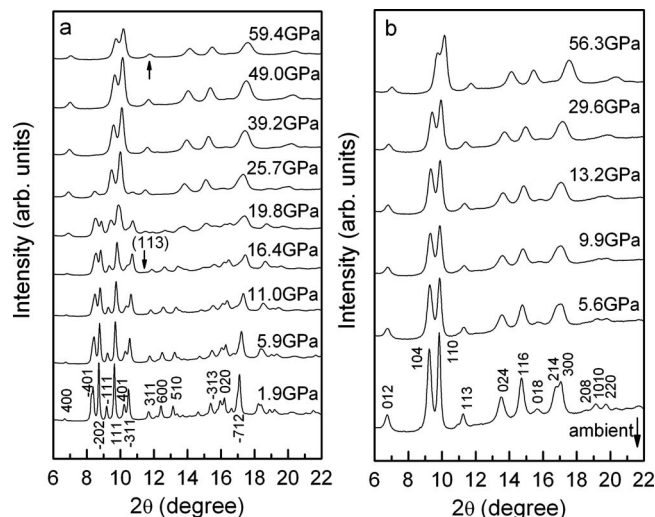 a
59.4GPa
49.0GPa
39.2GPa
25.7GPa
19.8GPa
(113)
16.4GPa
11.0GPa
5.9GPa
1.9GPa
400
-401
-202
-111
111
401
-311
311
600
510
-313
020
-712
6 8 10 12 14 16 18 20 22
2θ (degree)
Intensity (arb. units)
b
56.3GPa
29.6GPa
13.2GPa
9.9GPa
5.6GPa
012
104
110
113
024
116
018
214
300
208
1010
220
ambient
6 8 10 12 14 16 18 20 22
2θ (degree)
Intensity (arb. units)